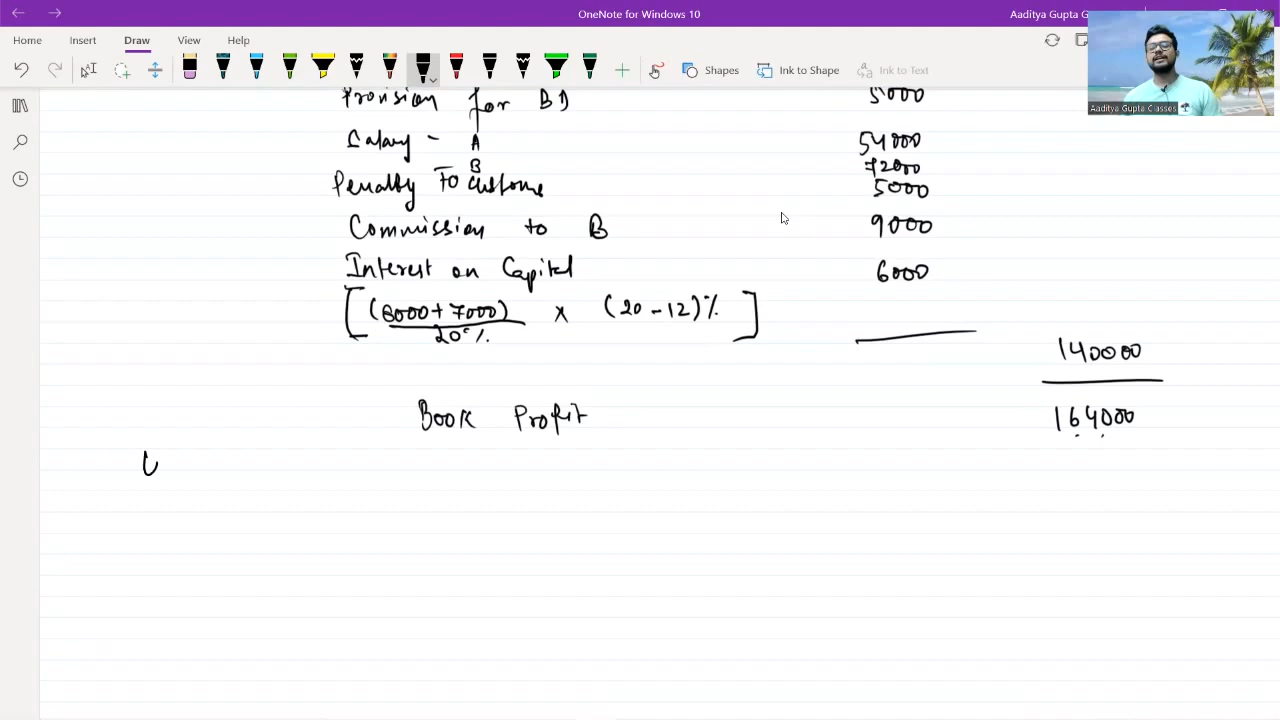 OneNote for Windows 10
Aaditya Gupta G
Home Insert Draw View Help
Shapes Ink to Shape Ink to Text
Aaditya Gupta Classes
Provision for BD 5000
Salary - A 54000
B 72000
Penalty To Custome 5000
Commission to B 9000
Interest on Capital 6000
[(8000+7000) x (20-12)%]
20%
140000
Book Profit 164000